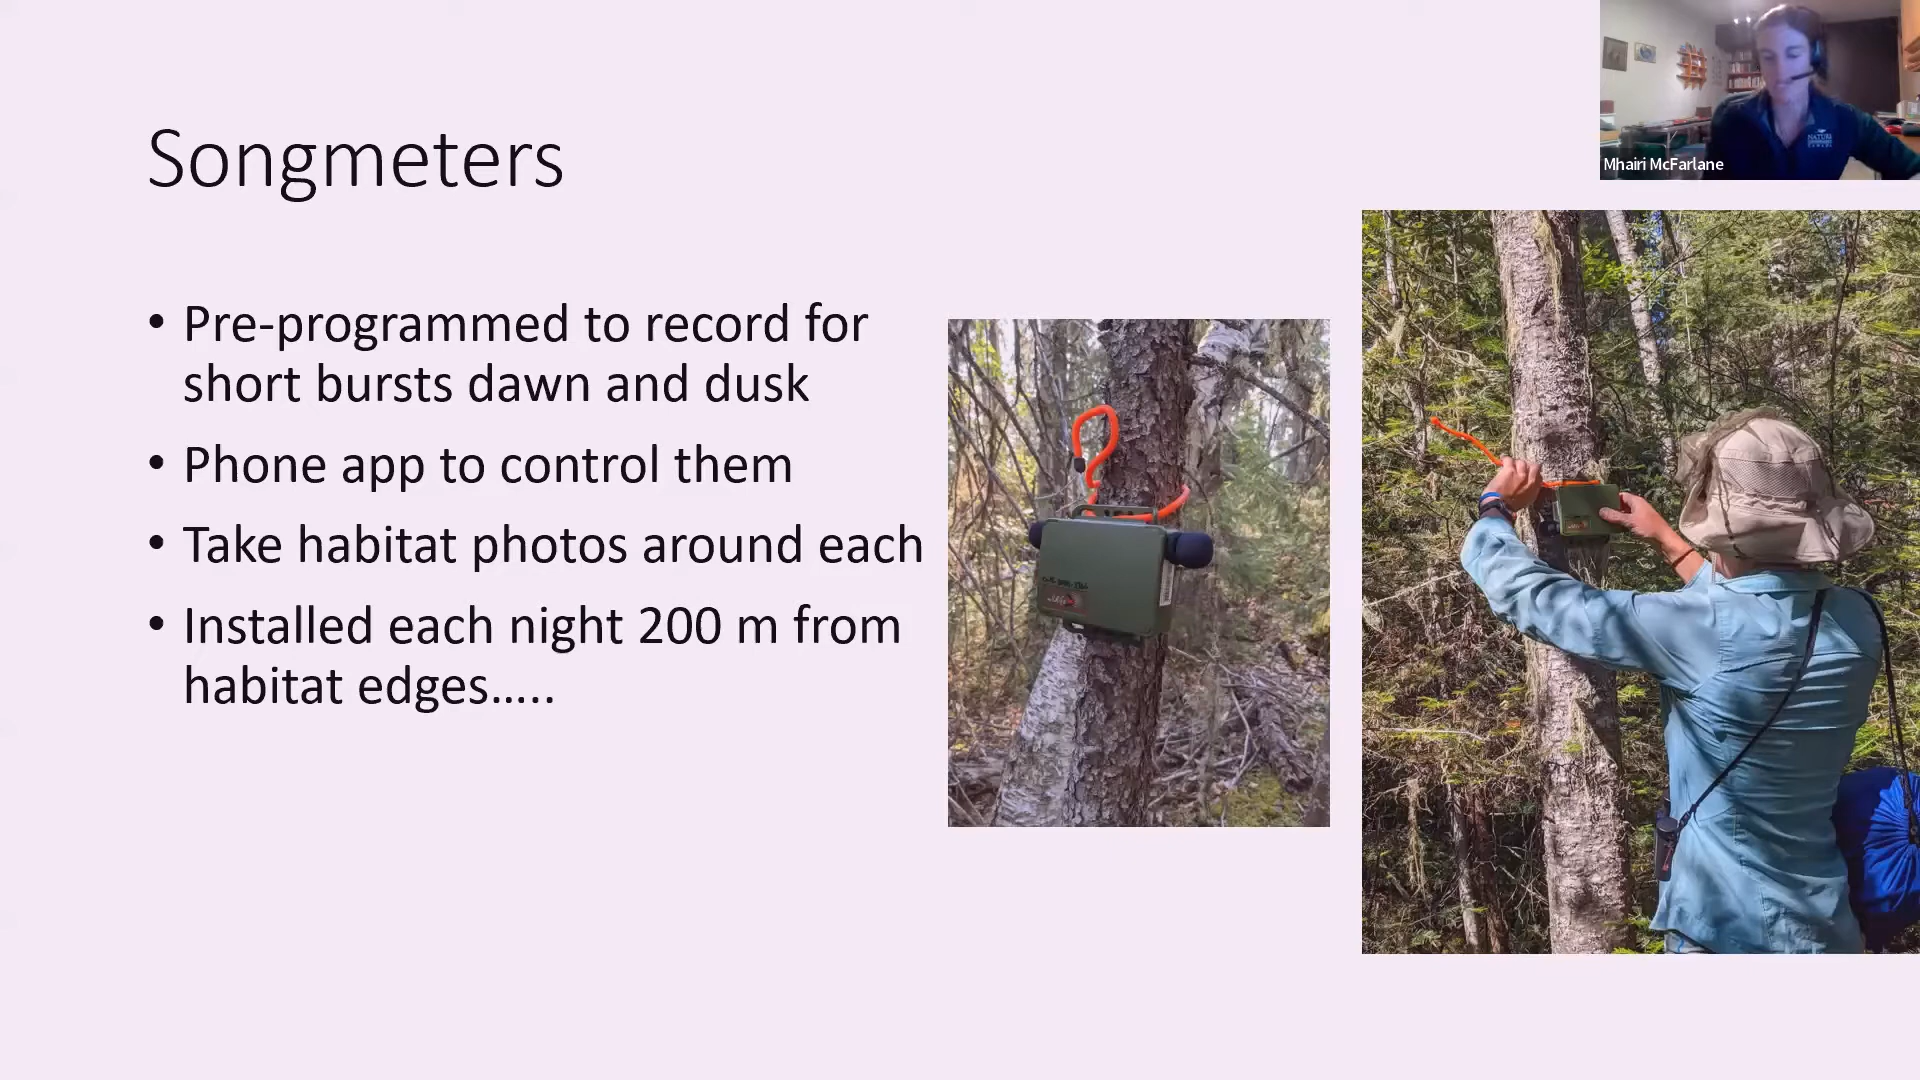 Songmeters
• Pre-programmed to record for
short bursts dawn and dusk
• Phone app to control them
• Take habitat photos around each
• Installed each night 200 m from
habitat edges.....
Mhairi McFarlane
NATURE